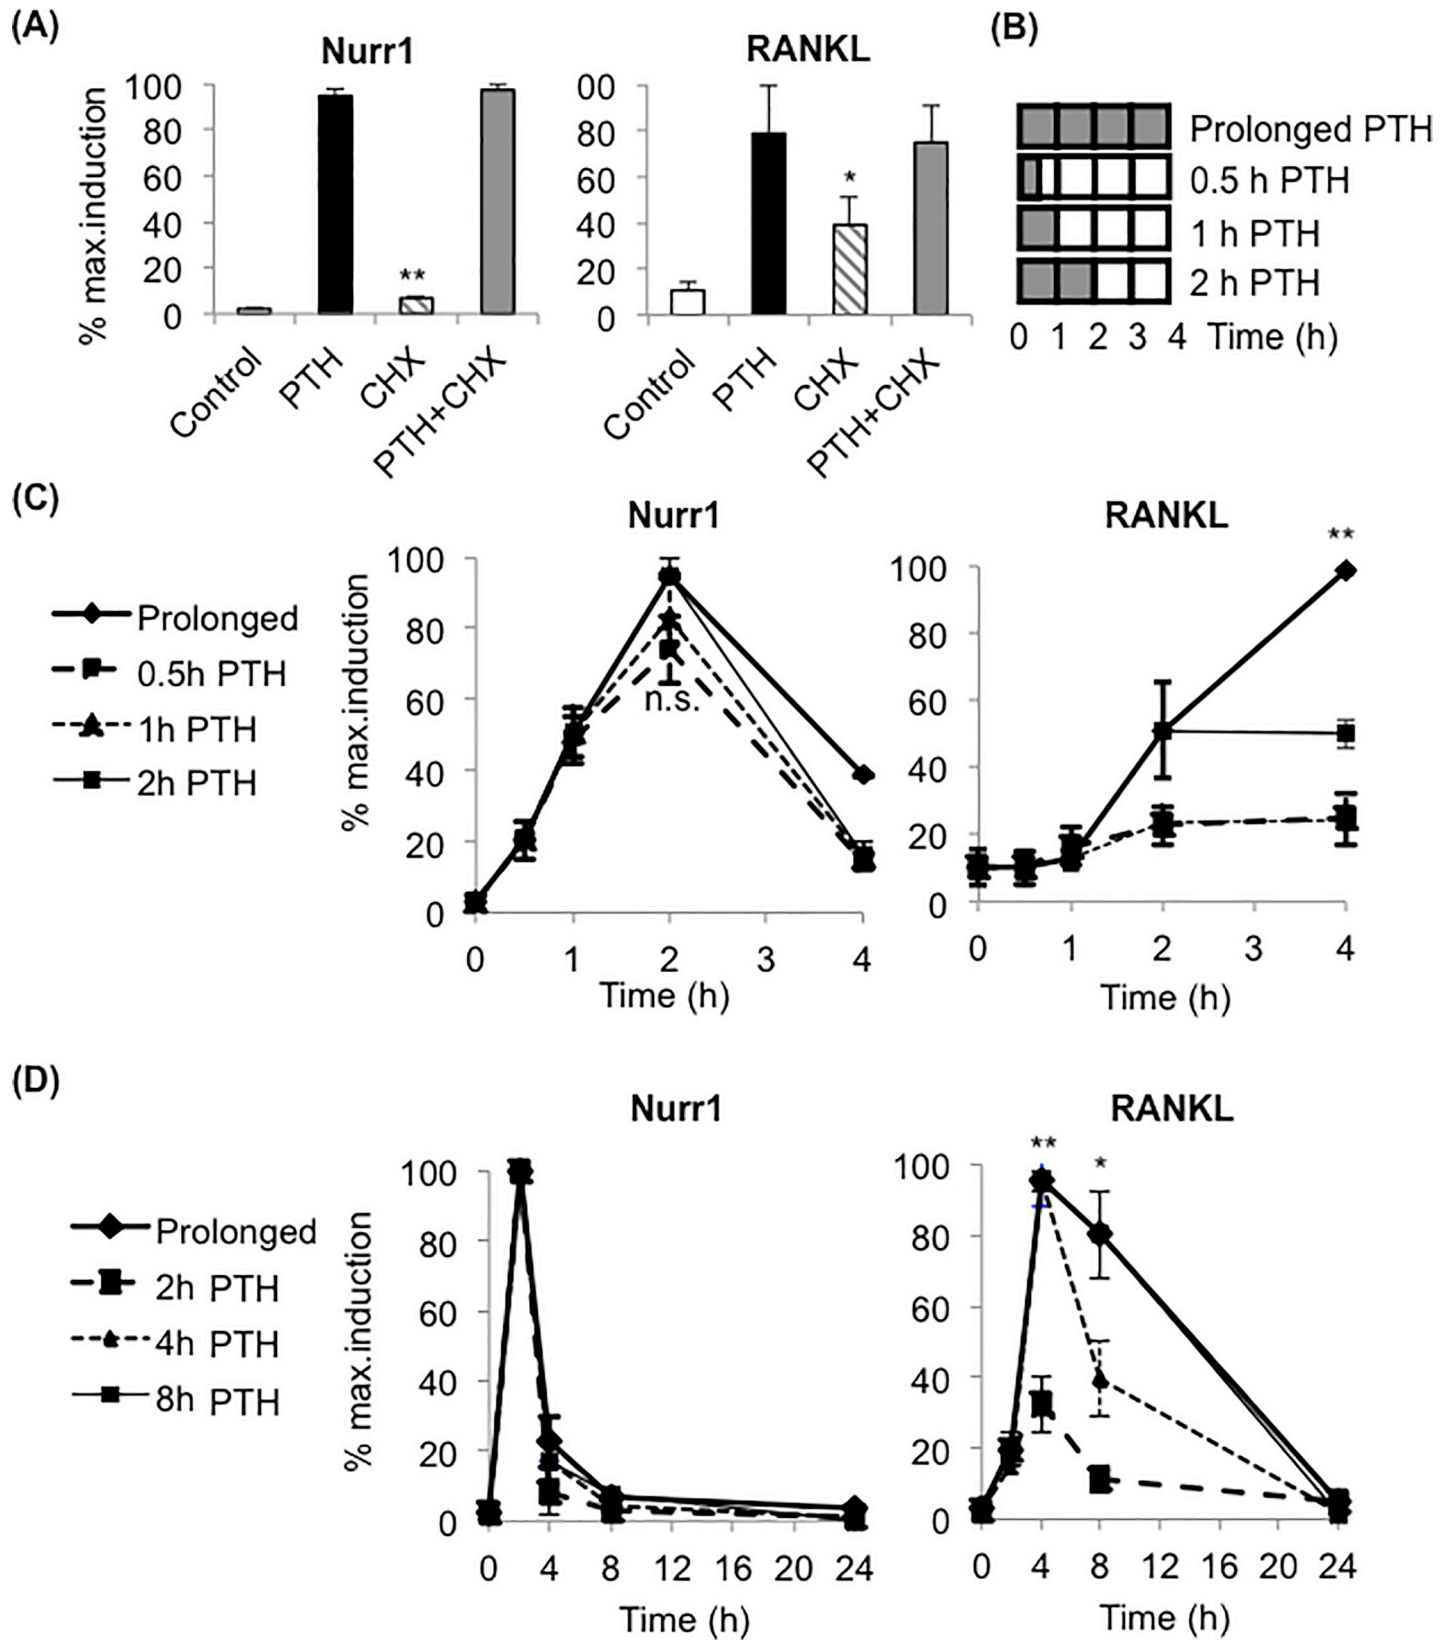 (A)
Nurr1
% max.induction
100
80
60
40
20
0
**
Control
PTH
CHX
PTH+CHX
RANKL
00
80
60
40
20
0
*
Control
PTH
CHX
PTH+CHX
(B)
Prolonged PTH
0.5 h PTH
1 h PTH
2 h PTH
0 1 2 3 4 Time (h)
(C)
Prolonged
0.5h PTH
1h PTH
2h PTH
Nurr1
% max.induction
100
80
60
40
20
0
n.s.
0 1 2 3 4
Time (h)
RANKL
**
100
80
60
40
20
0
0 1 2 3 4
Time (h)
(D)
Prolonged
2h PTH
4h PTH
8h PTH
Nurr1
% max.induction
100
80
60
40
20
0
0 4 8 12 16 20 24
Time (h)
RANKL
**
*
100
80
60
40
20
0
0 4 8 12 16 20 24
Time (h)